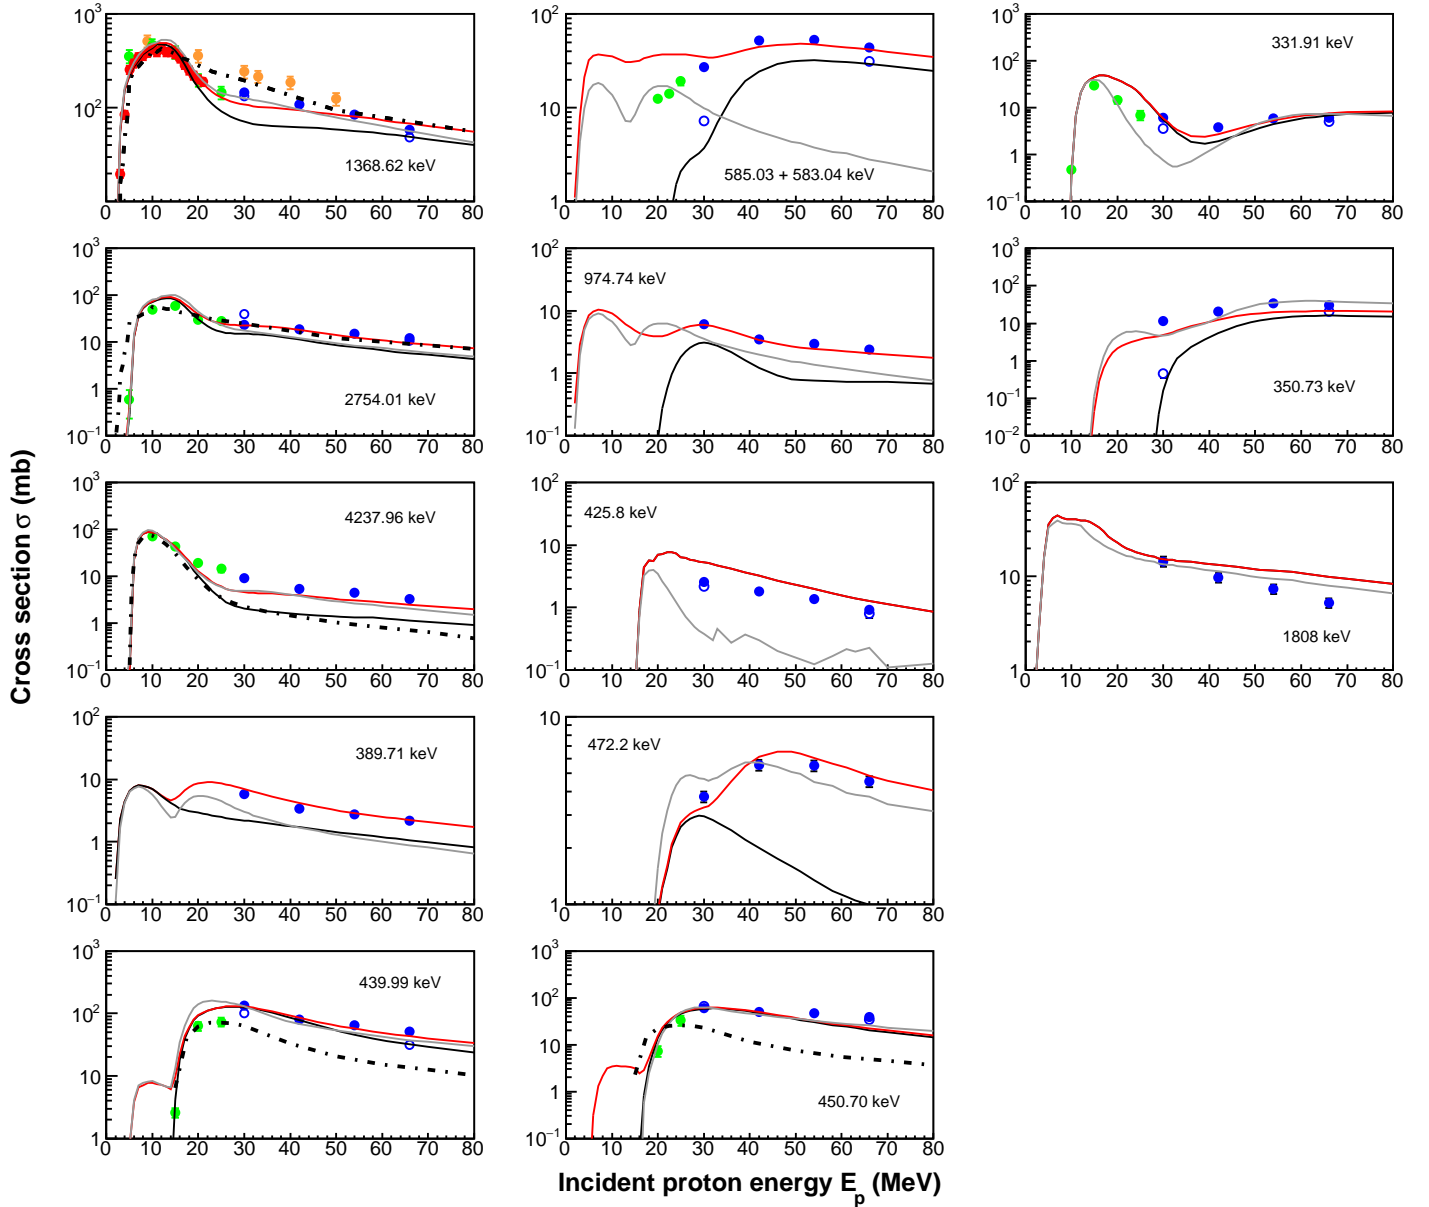 Cross section σ (mb)
10³
10²
10
0 10 20 30 40 50 60 70 80
1368.62 keV
10²
10
1
0 10 20 30 40 50 60 70 80
585.03 + 583.04 keV
10²
10
1
10⁻¹
0 10 20 30 40 50 60 70 80
331.91 keV
10³
10²
10
1
10⁻¹
0 10 20 30 40 50 60 70 80
2754.01 keV
10²
10
1
10⁻¹
0 10 20 30 40 50 60 70 80
974.74 keV
10³
10²
10
1
10⁻¹
10⁻²
0 10 20 30 40 50 60 70 80
350.73 keV
10³
10²
10
1
10⁻¹
0 10 20 30 40 50 60 70 80
4237.96 keV
10²
10
1
10⁻¹
0 10 20 30 40 50 60 70 80
425.8 keV
10²
10
1
0 10 20 30 40 50 60 70 80
1808 keV
10²
10
1
10⁻¹
0 10 20 30 40 50 60 70 80
389.71 keV
10
1
0 10 20 30 40 50 60 70 80
472.2 keV
10³
10²
10
1
0 10 20 30 40 50 60 70 80
439.99 keV
10³
10²
10
1
10⁻¹
0 10 20 30 40 50 60 70 80
450.70 keV
Incident proton energy E_p (MeV)